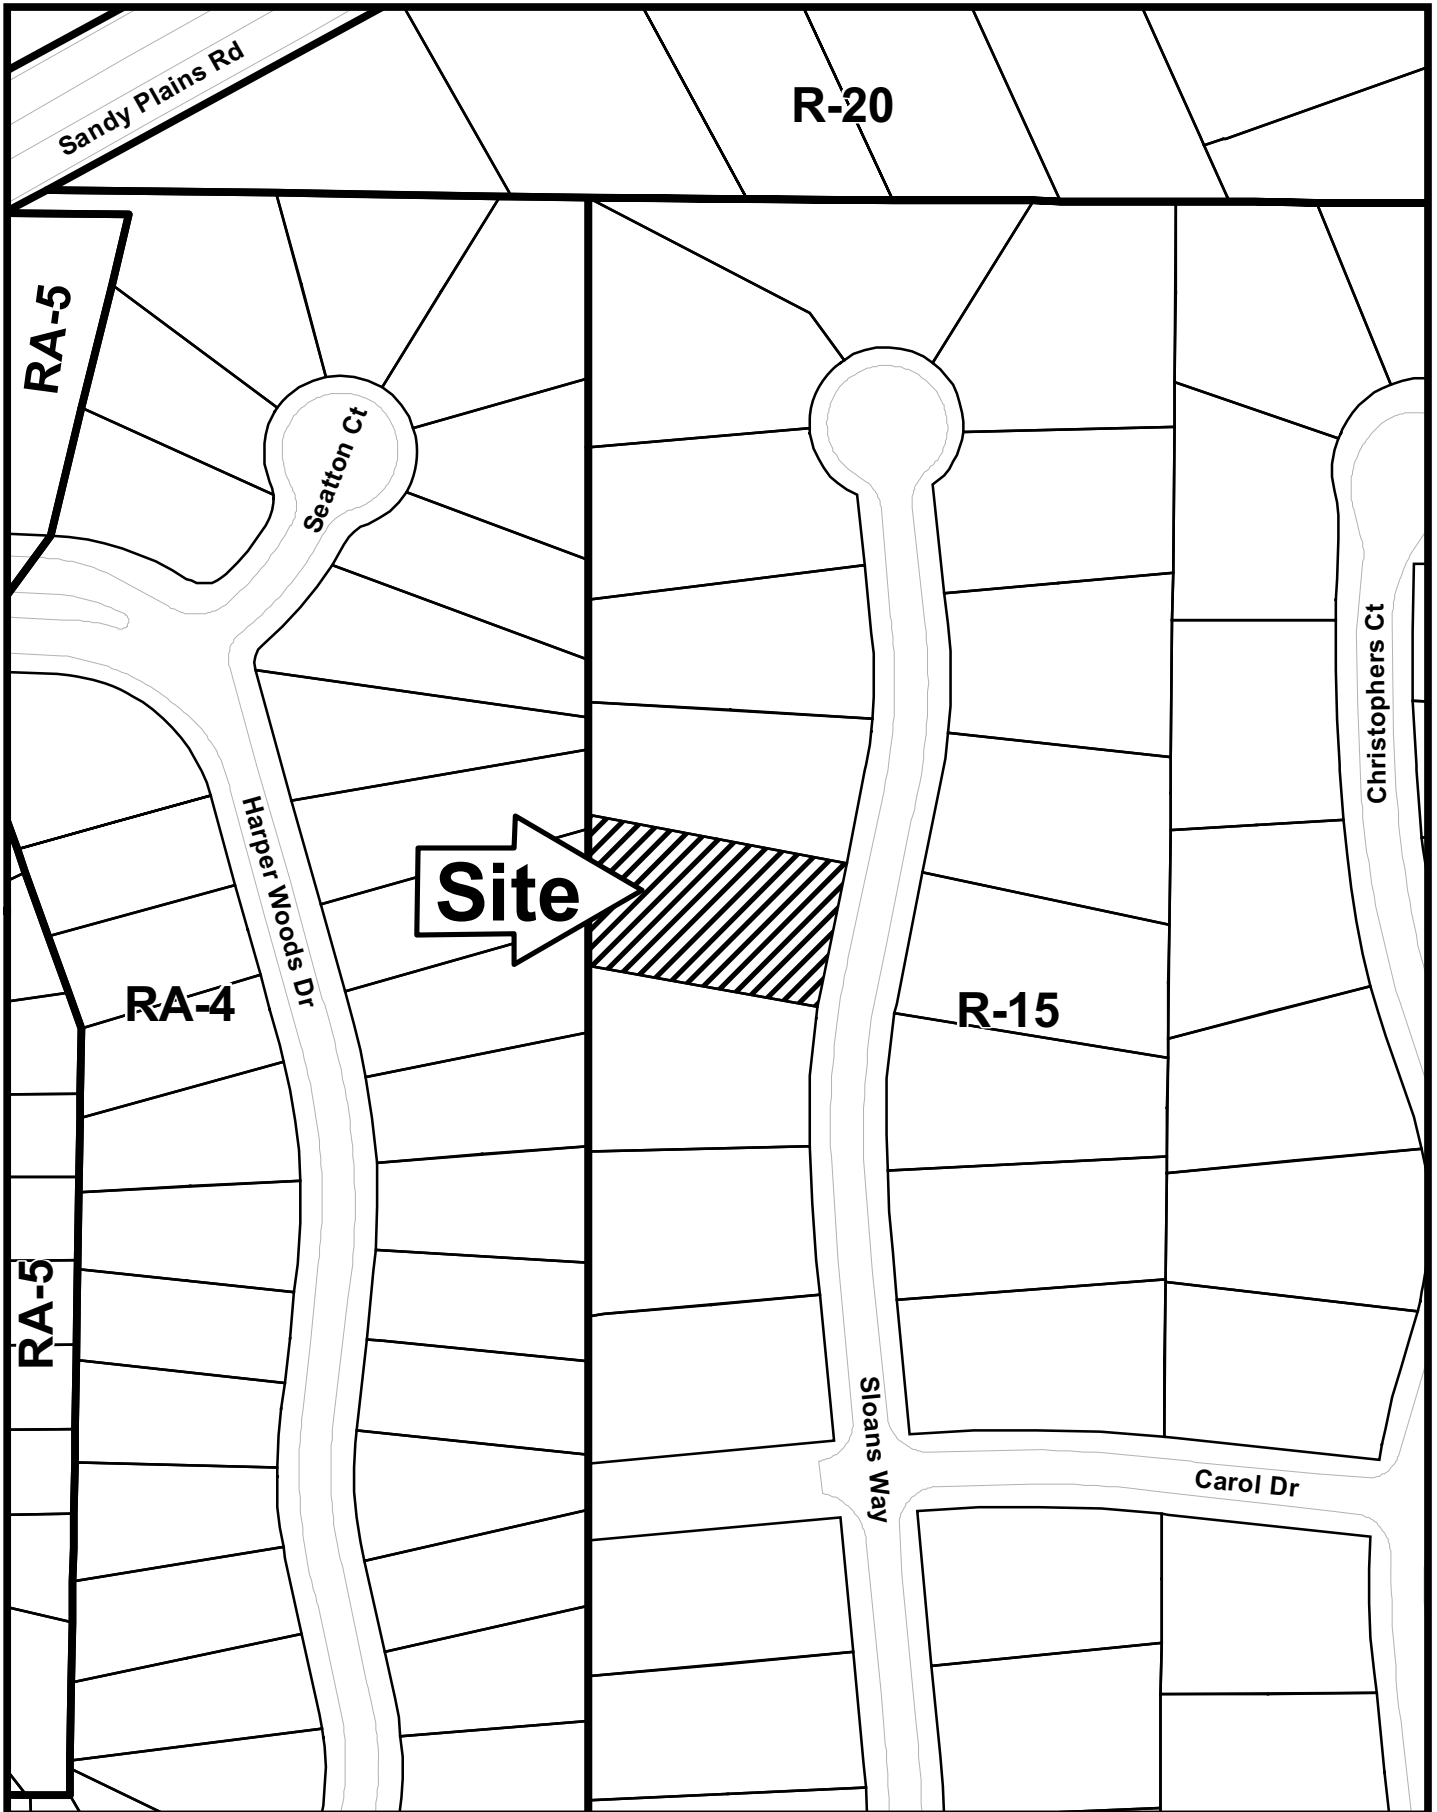 Sandy Plains Rd
R-20
RA-5
Seatton Ct
Christophers Ct
Harper Woods Dr
Site
RA-4
R-15
RA-5
Sloans Way
Carol Dr